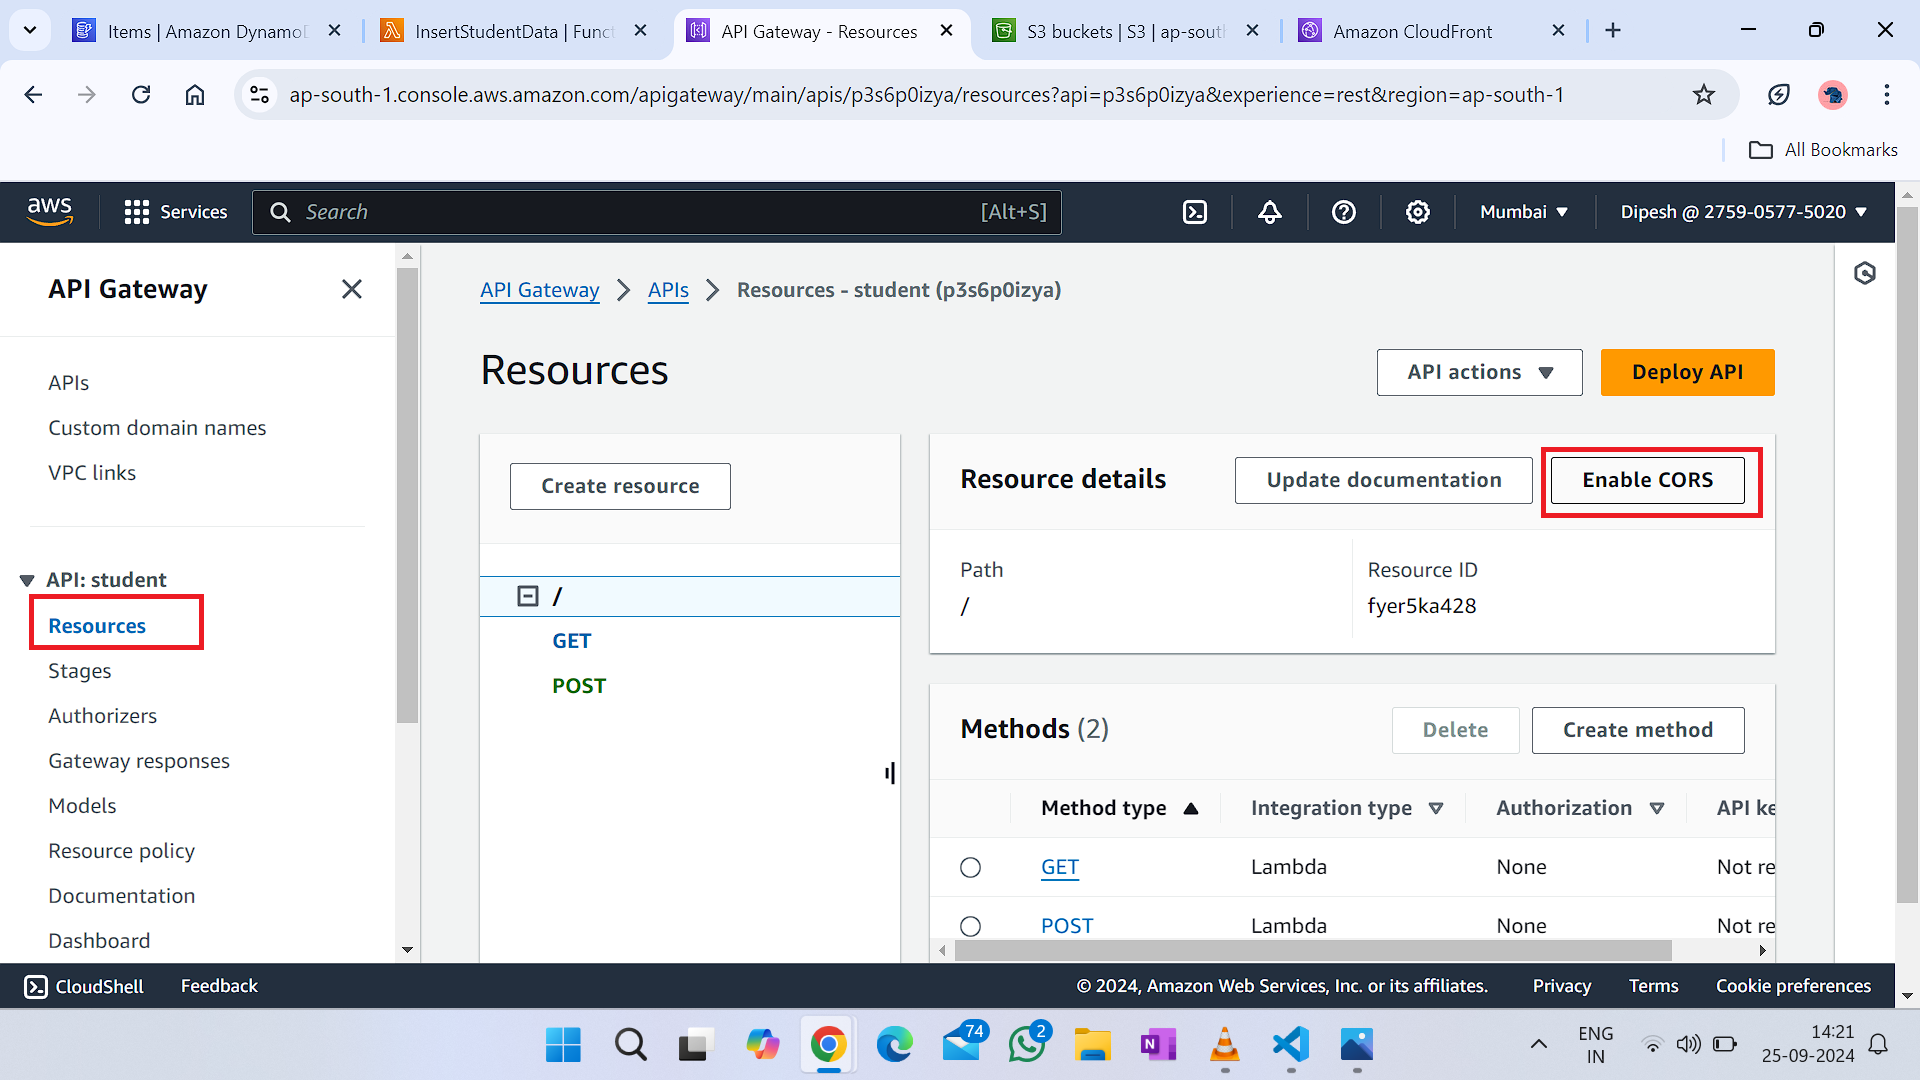 Items | Amazon Dynamo
InsertStudentData | Func
API Gateway - Resources
S3 buckets | S3 | ap-sout
Amazon CloudFront
ap-south-1.console.aws.amazon.com/apigateway/main/apis/p3s6p0izya/resources?api=p3s6p0izya&experience=rest&region=ap-south-1
All Bookmarks
aws
Services
Search
[Alt+S]
Mumbai
Dipesh @ 2759-0577-5020
API Gateway
APIs
Custom domain names
VPC links
API: student
Resources
Stages
Authorizers
Gateway responses
Models
Resource policy
Documentation
Dashboard
API Gateway
APIs
Resources - student (p3s6p0izya)
Resources
API actions
Deploy API
Create resource
/
GET
POST
Resource details
Update documentation
Enable CORS
Path
/
Resource ID
fyer5ka428
Methods (2)
Delete
Create method
Method type
Integration type
Authorization
API ke
GET
Lambda
None
Not re
POST
Lambda
None
Not re
CloudShell
Feedback
© 2024, Amazon Web Services, Inc. or its affiliates.
Privacy
Terms
Cookie preferences
74
2
N
ENG
IN
14:21
25-09-2024